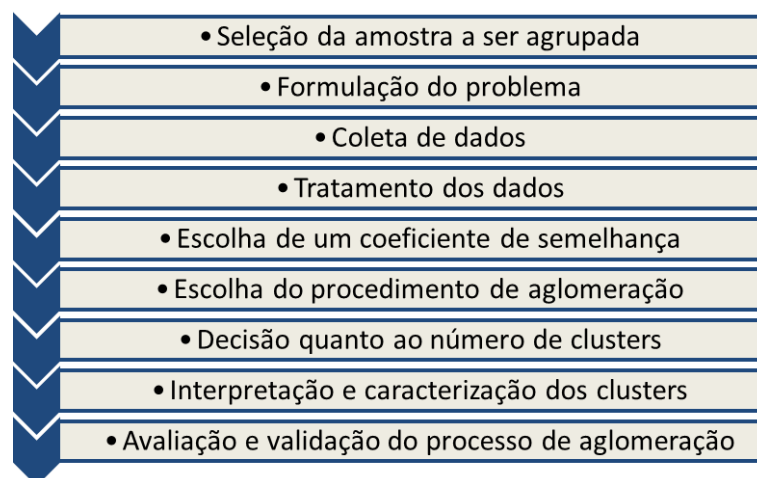 • Seleção da amostra a ser agrupada
• Formulação do problema
• Coleta de dados
• Tratamento dos dados
• Escolha de um coeficiente de semelhança
• Escolha do procedimento de aglomeração
• Decisão quanto ao número de clusters
• Interpretação e caracterização dos clusters
• Avaliação e validação do processo de aglomeração